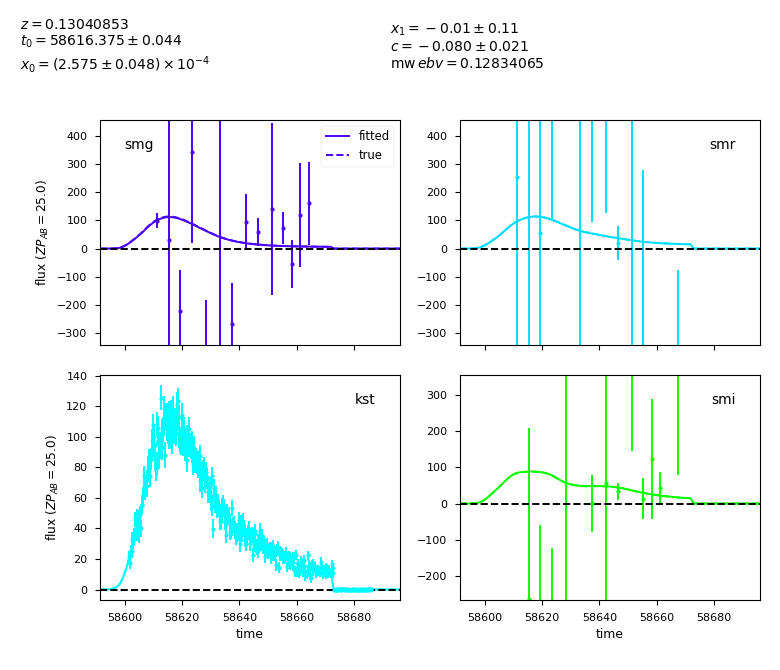 z = 0.13040853
t₀ = 58616.375 ± 0.044
x₀ = (2.575 ± 0.048) × 10⁻⁴
x₁ = −0.01 ± 0.11
c = −0.080 ± 0.021
mw ebv = 0.12834065
smg
fitted
true
400
300
200
100
0
−100
−200
−300
flux (ZP_AB = 25.0)
smr
400
300
200
100
0
−100
−200
−300
kst
140
120
100
80
60
40
20
0
flux (ZP_AB = 25.0)
58600 58620 58640 58660 58680
time
smi
300
200
100
0
−100
−200
58600 58620 58640 58660 58680
time